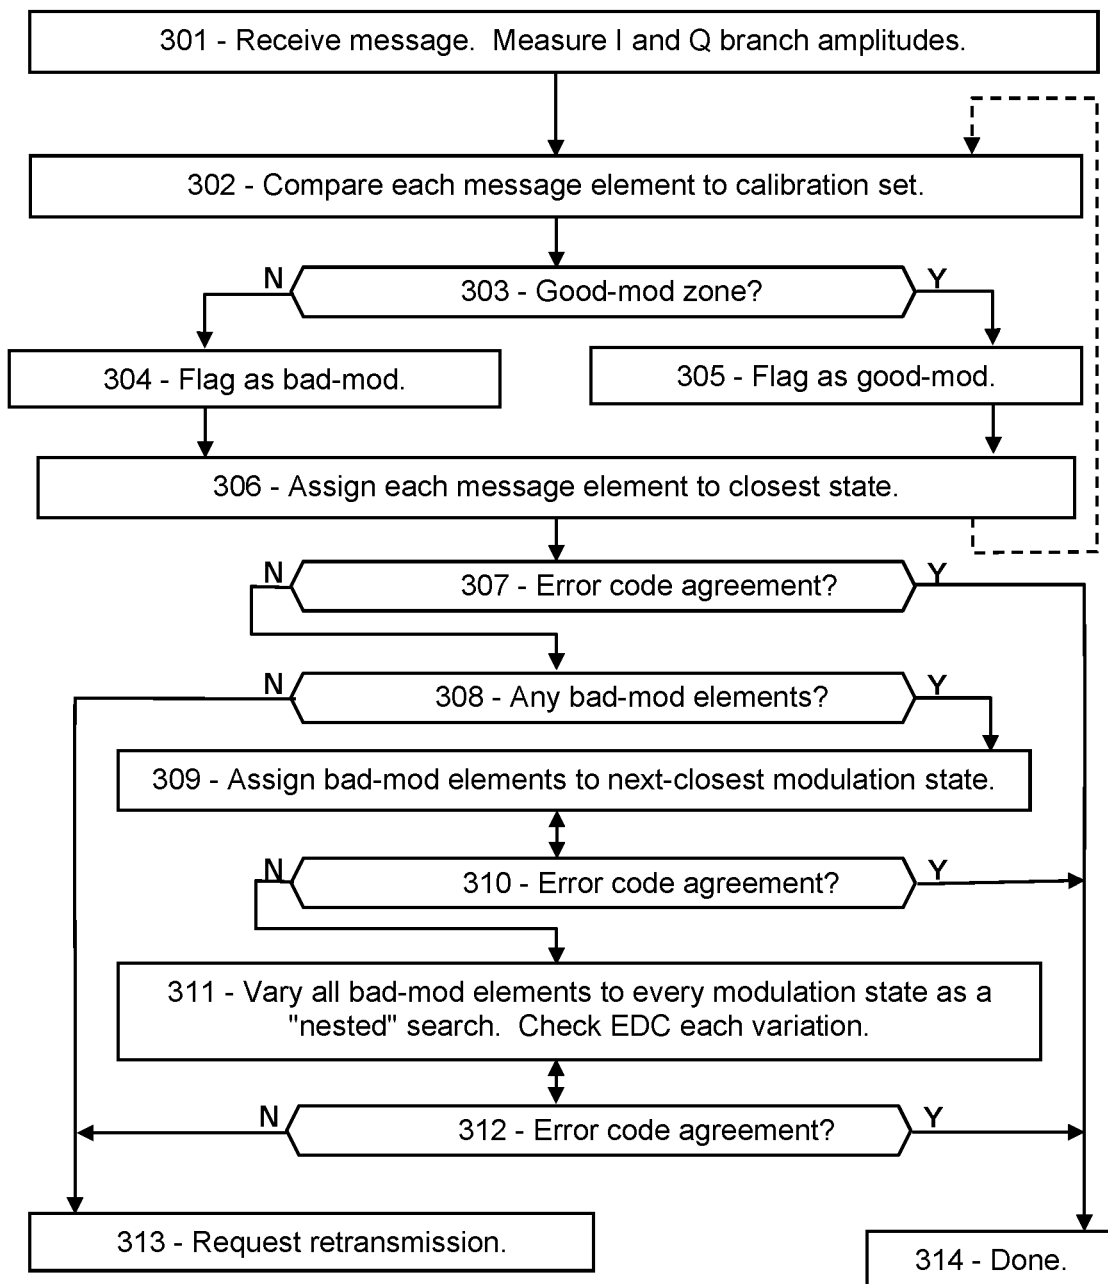 301 - Receive message.  Measure I and Q branch amplitudes.
302 - Compare each message element to calibration set.
N
303 - Good-mod zone?
Y
304 - Flag as bad-mod.
305 - Flag as good-mod.
306 - Assign each message element to closest state.
N
307 - Error code agreement?
Y
N
308 - Any bad-mod elements?
Y
309 - Assign bad-mod elements to next-closest modulation state.
N
310 - Error code agreement?
Y
311 - Vary all bad-mod elements to every modulation state as a
"nested" search.  Check EDC each variation.
N
312 - Error code agreement?
Y
313 - Request retransmission.
314 - Done.